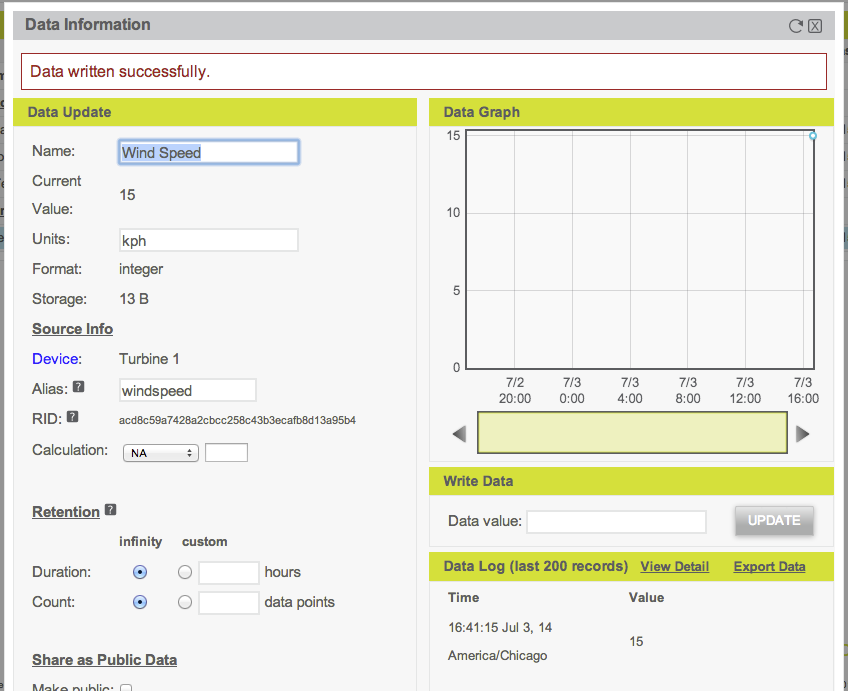 Data Information
Data written successfully.
Data Update
Name: Wind Speed
Current
Value: 15
Units: kph
Format: integer
Storage: 13 B
Source Info
Device: Turbine 1
Alias: ? windspeed
RID: ? acd8c59a7428a2cbcc258c43b3ecafb8d13a95b4
Calculation: NA
Retention ?
infinity custom
Duration: hours
Count: data points
Share as Public Data
Make public:
Data Graph
15
10
5
0
7/2 7/3 7/3 7/3 7/3 7/3
20:00 0:00 4:00 8:00 12:00 16:00
Write Data
Data value: UPDATE
Data Log (last 200 records) View Detail Export Data
Time Value
16:41:15 Jul 3, 14
America/Chicago
15